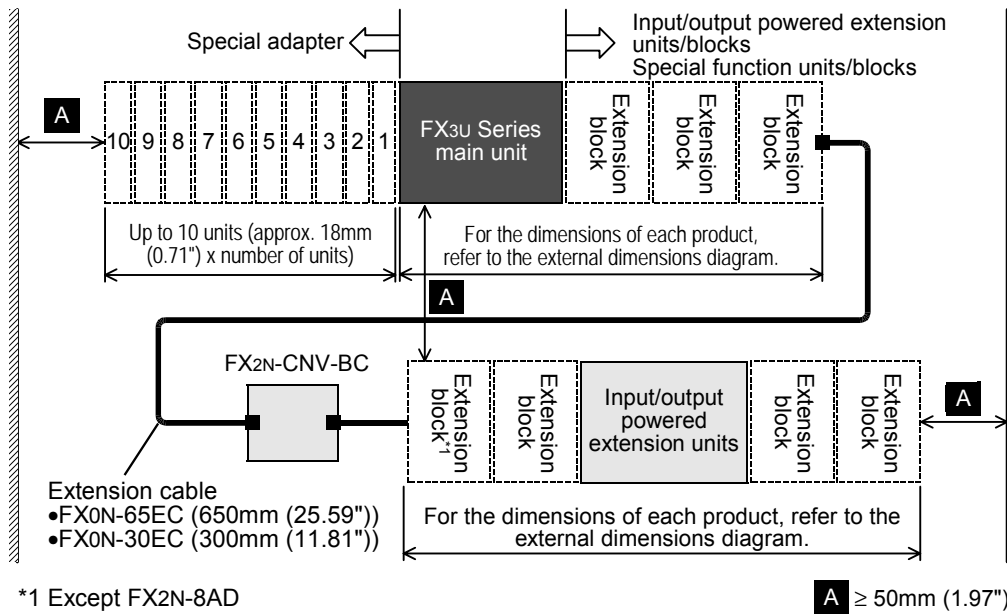 Special adapter
Input/output powered extension
units/blocks
Special function units/blocks
A
10 9 8 7 6 5 4 3 2 1
FX3U Series
main unit
Extension
block
Extension
block
Extension
block
Up to 10 units (approx. 18mm
(0.71") x number of units)
For the dimensions of each product,
refer to the external dimensions diagram.
A
FX2N-CNV-BC
Extension
block*1
Extension
block
Input/output
powered
extension units
Extension
block
Extension
block
A
Extension cable
•FX0N-65EC (650mm (25.59"))
•FX0N-30EC (300mm (11.81"))
For the dimensions of each product, refer to the
external dimensions diagram.
*1 Except FX2N-8AD
A ≥ 50mm (1.97")